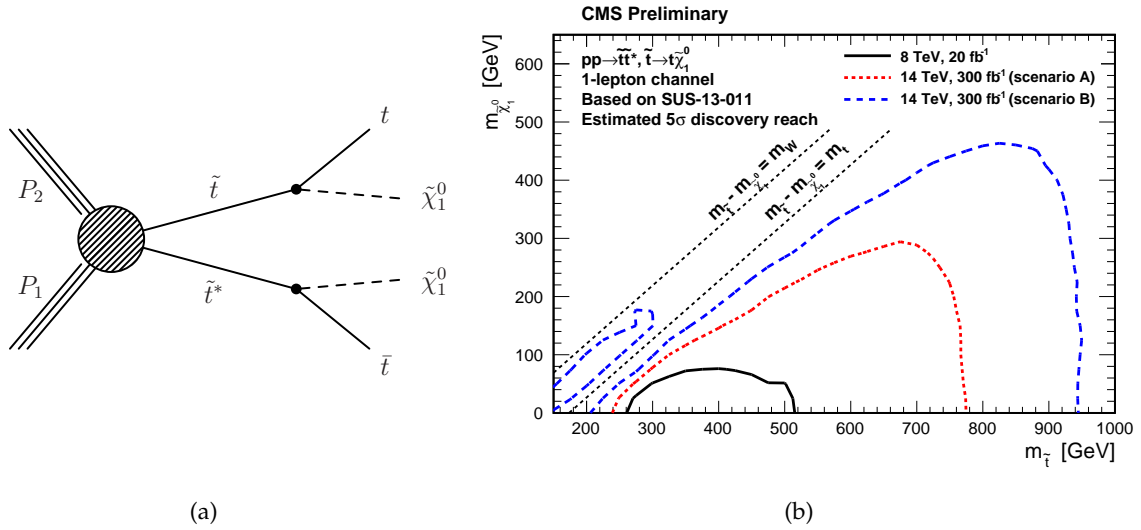 P₂
P₁
t̃
t̃*
t
χ̃₁⁰
χ̃₁⁰
t̄
(a)
CMS Preliminary
pp→t̃t̃*, t̃→tχ̃₁⁰
1-lepton channel
Based on SUS-13-011
Estimated 5σ discovery reach
8 TeV, 20 fb⁻¹
14 TeV, 300 fb⁻¹ (scenario A)
14 TeV, 300 fb⁻¹ (scenario B)
m_t̃ - m_χ̃₁⁰ = m_W
m_t̃ - m_χ̃₁⁰ = m_t
m_χ̃₁⁰ [GeV]
600
500
400
300
200
100
0
200 300 400 500 600 700 800 900 1000
m_t̃ [GeV]
(b)